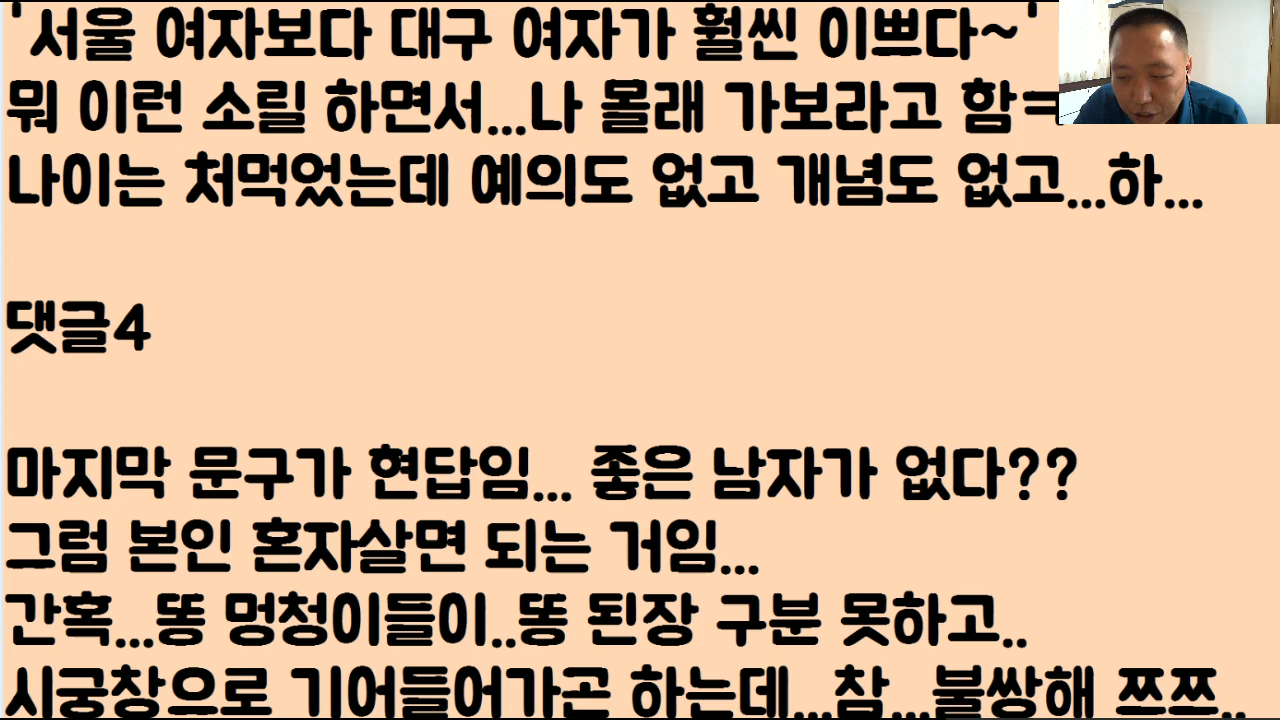 '서울 여자보다 대구 여자가 훨씬 이쁘다~'
뭐 이런 소릴 하면서...나 몰래 가보라고 함ㅋ
나이는 처먹었는데 예의도 없고 개념도 없고...하...
댓글4
마지막 문구가 현답임... 좋은 남자가 없다??
그럼 본인 혼자살면 되는 거임...
간혹...똥 멍청이들이..똥 된장 구분 못하고..
시궁창으로 기어들어가곤 하는데...참...불쌍해 쯔쯔..